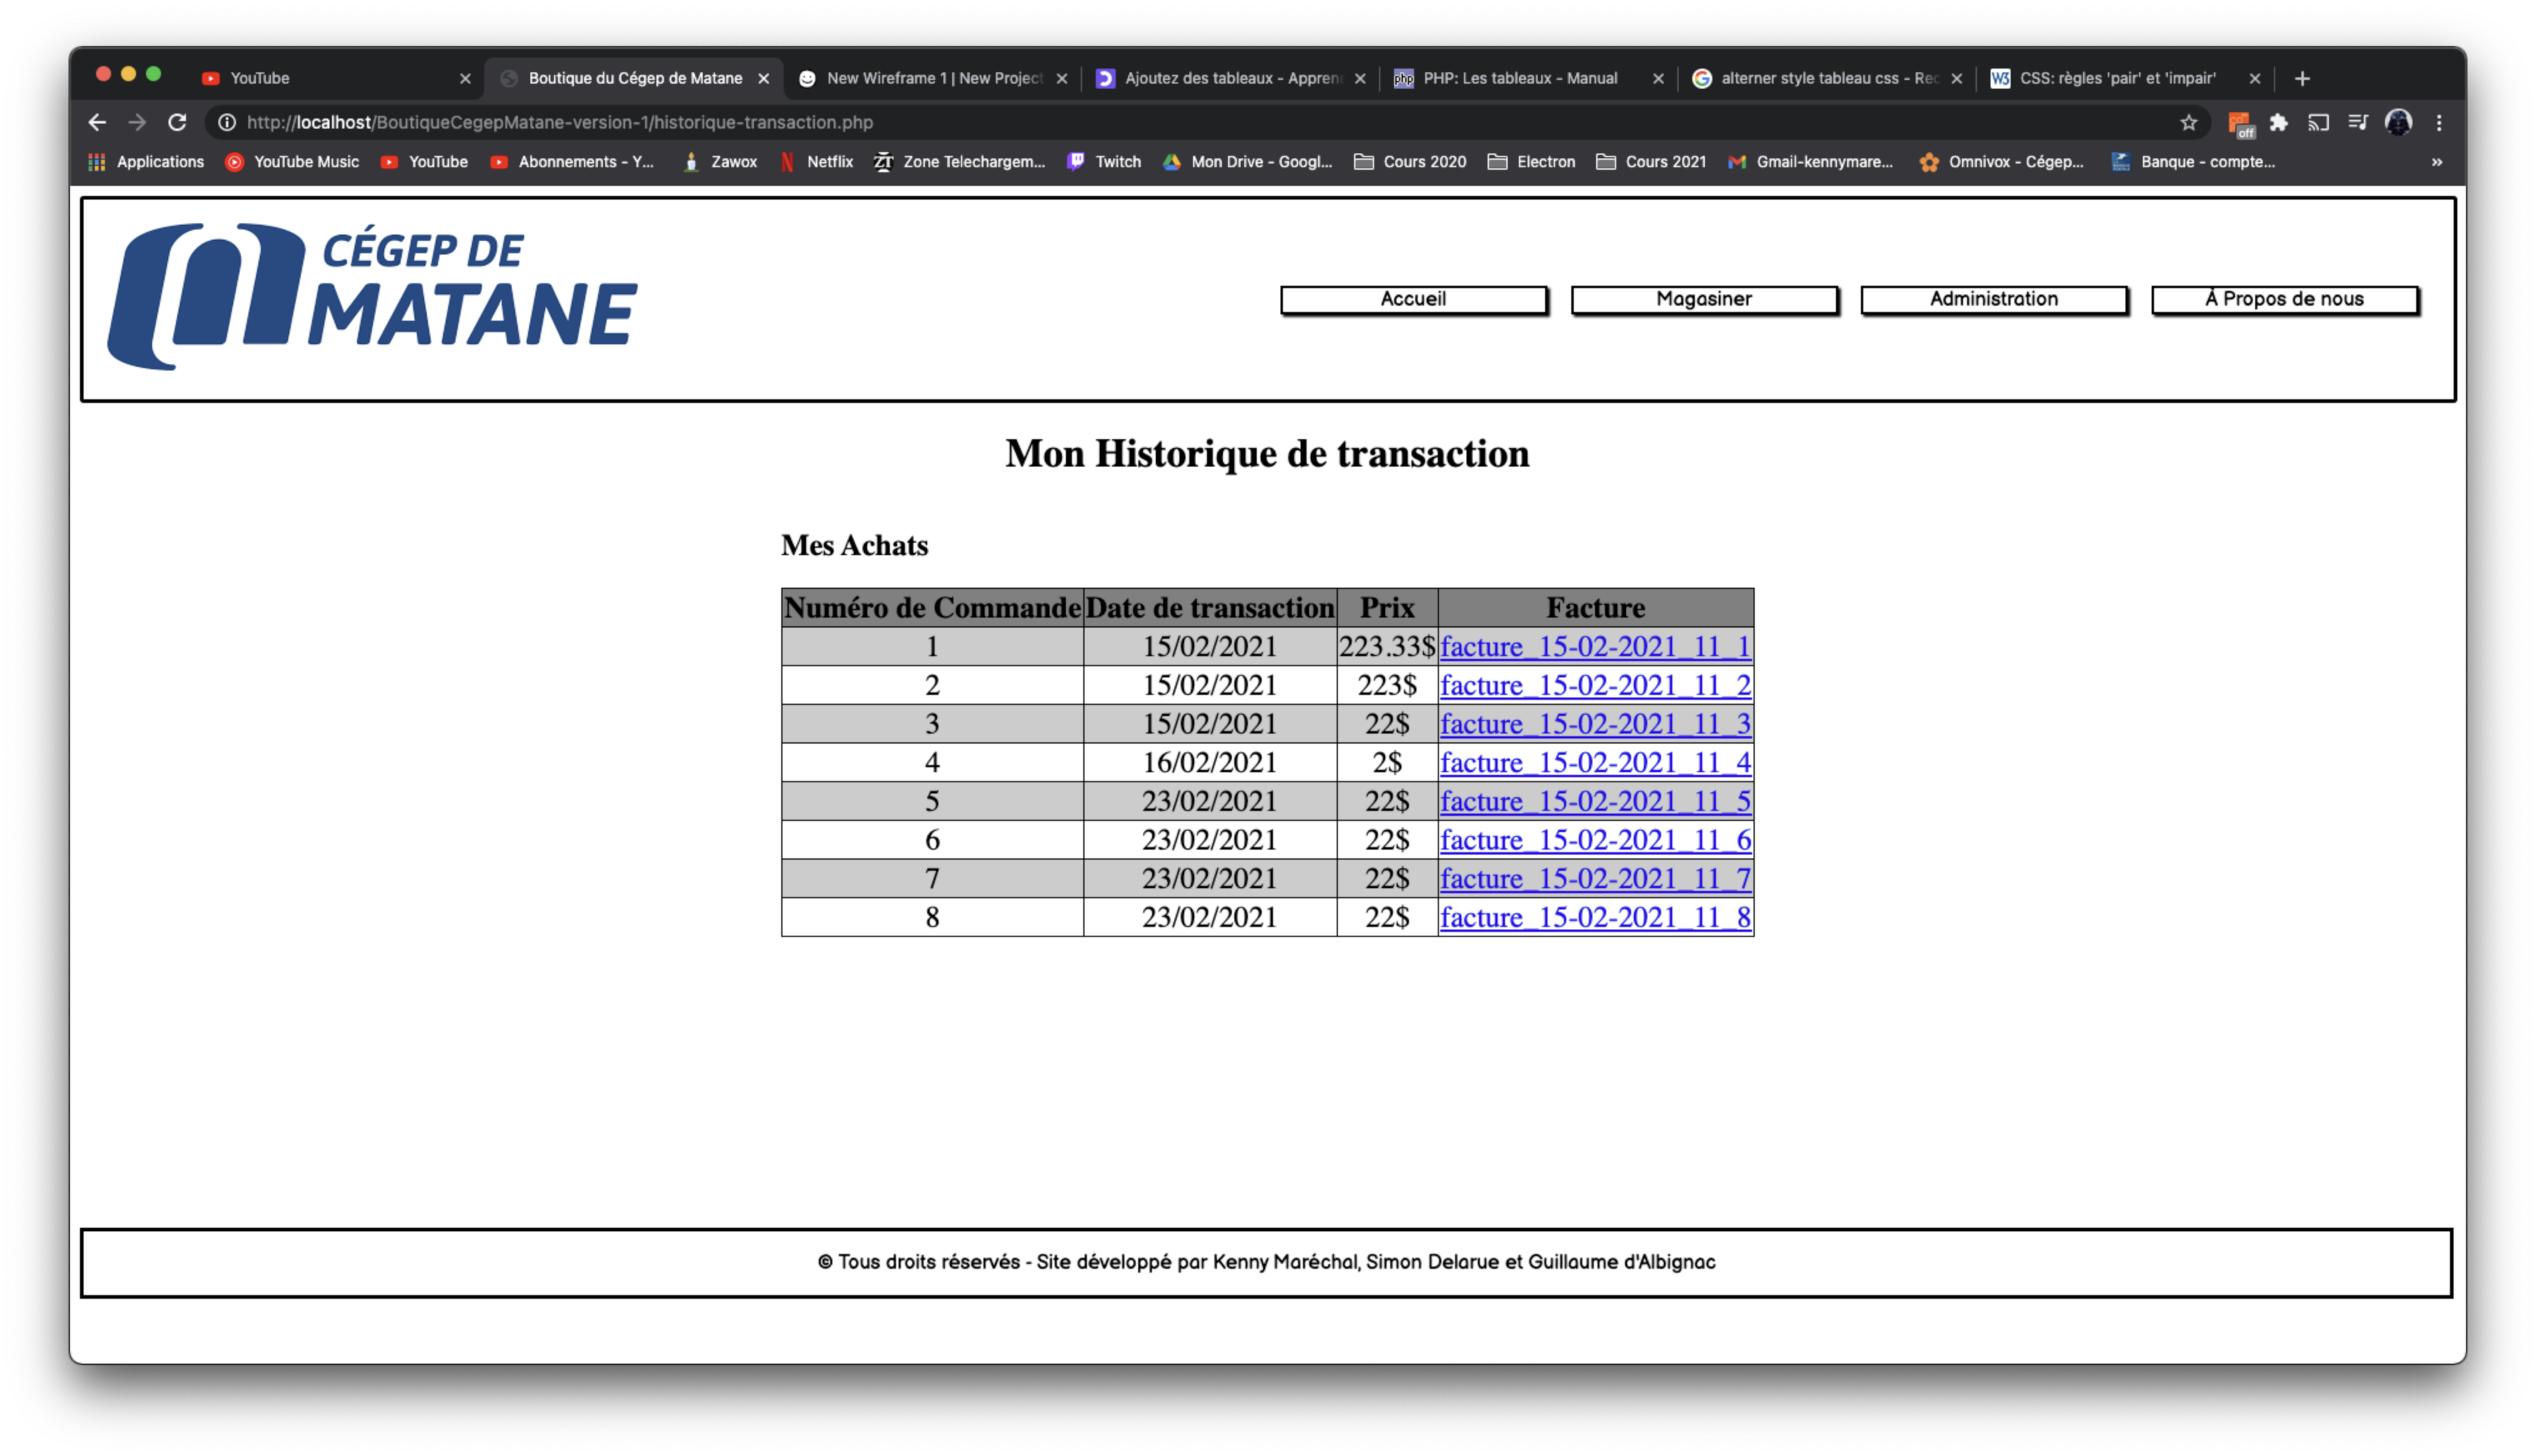 YouTube
Boutique du Cégep de Matane
New Wireframe 1 | New Project
Ajoutez des tableaux - Appren
PHP: Les tableaux - Manual
alterner style tableau css - Rec
CSS: règles 'pair' et 'impair'
http://localhost/BoutiqueCegepMatane-version-1/historique-transaction.php
off
Applications YouTube Music YouTube Abonnements - Y... Zawox Netflix Zone Telechargem... Twitch Mon Drive - Googl... Cours 2020 Electron Cours 2021 Gmail-kennymare... Omnivox - Cégep... Banque - compte... »
CÉGEP DE
MATANE
Accueil Magasiner Administration À Propos de nous
Mon Historique de transaction
Mes Achats
Numéro de Commande Date de transaction Prix Facture
1 15/02/2021 223.33$ facture_15-02-2021_11_1
2 15/02/2021 223$ facture_15-02-2021_11_2
3 15/02/2021 22$ facture_15-02-2021_11_3
4 16/02/2021 2$ facture_15-02-2021_11_4
5 23/02/2021 22$ facture_15-02-2021_11_5
6 23/02/2021 22$ facture_15-02-2021_11_6
7 23/02/2021 22$ facture_15-02-2021_11_7
8 23/02/2021 22$ facture_15-02-2021_11_8
© Tous droits réservés - Site développé par Kenny Maréchal, Simon Delarue et Guillaume d'Albignac